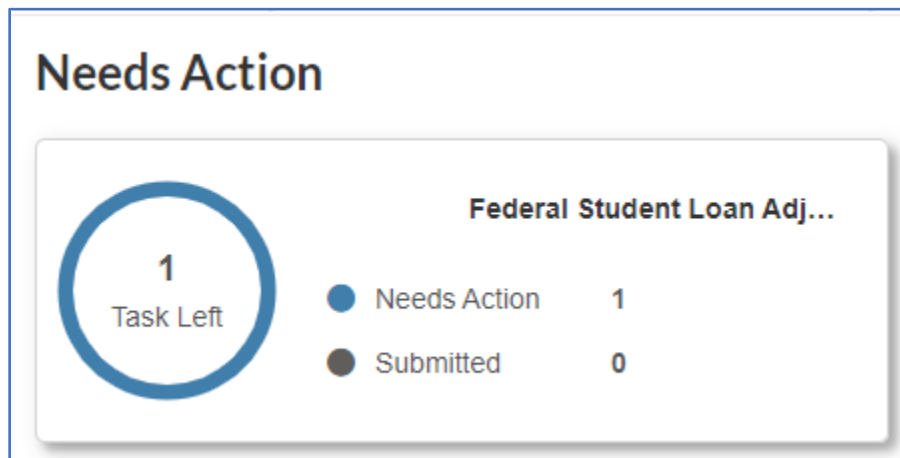 Needs Action
Federal Student Loan Adj...
1
Task Left
Needs Action 1
Submitted 0